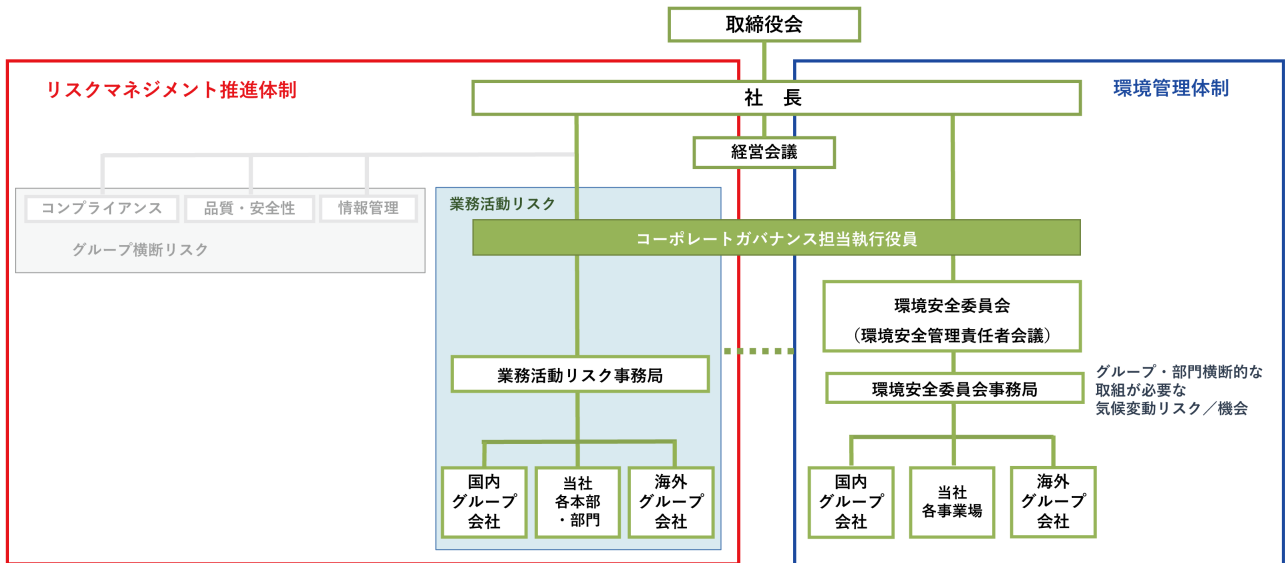 取締役会
リスクマネジメント推進体制
社　長
環境管理体制
経営会議
コンプライアンス
品質・安全性
情報管理
グループ横断リスク
業務活動リスク
コーポレートガバナンス担当執行役員
環境安全委員会
（環境安全管理責任者会議）
業務活動リスク事務局
環境安全委員会事務局
グループ・部門横断的な
取組が必要な
気候変動リスク／機会
国内
グループ
会社
当社
各本部
・部門
海外
グループ
会社
国内
グループ
会社
当社
各事業場
海外
グループ
会社